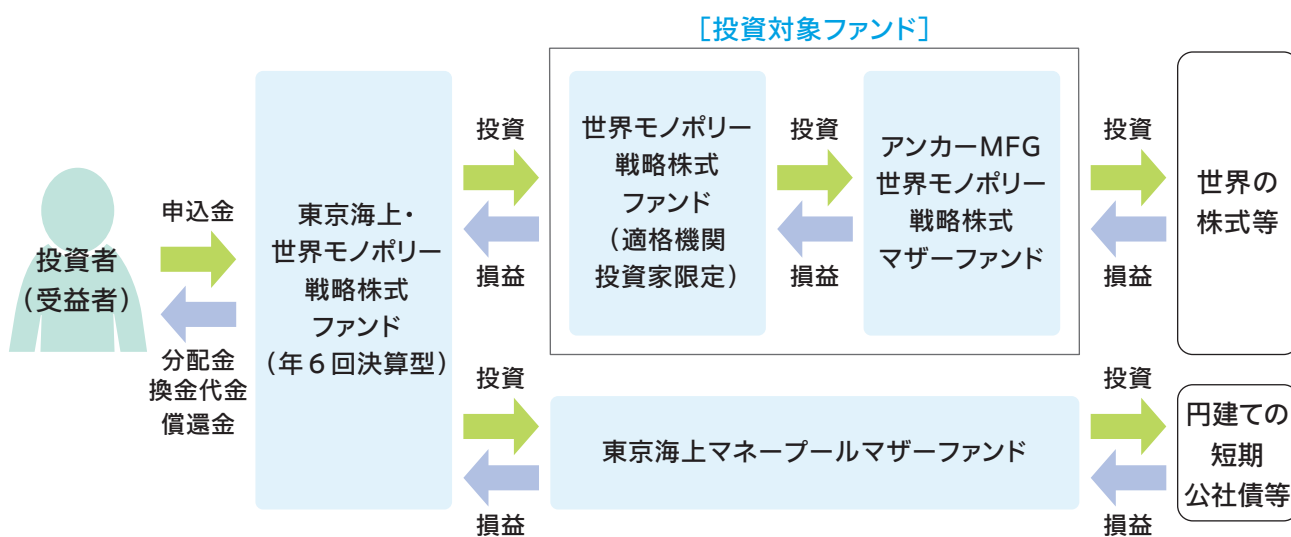 ［投資対象ファンド］
投資者
（受益者）
申込金
分配金
換金代金
償還金
東京海上・
世界モノポリー
戦略株式
ファンド
（年６回決算型）
投資
損益
世界モノポリー
戦略株式
ファンド
（適格機関
投資家限定）
投資
損益
アンカーMFG
世界モノポリー
戦略株式
マザーファンド
投資
損益
世界の
株式等
投資
損益
東京海上マネープールマザーファンド
投資
損益
円建ての
短期
公社債等